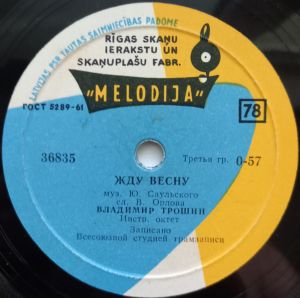 LATVIJAS PSR TAUTAS SAIMNIECĪBAS PADOME
RĪGAS SKAŅU
IERAKSTU UN
SKAŅUPLAŠU FABR.
ГОСТ 5289-61
"MELODIJA"
78
36835
Третья гр. 0-57
ЖДУ ВЕСНУ
муз. Ю. Саульского
сл. В. Орлова
ВЛАДИМИР ТРОШИН
Инстр. октет
Записано
Всесоюзной студией грамзаписи